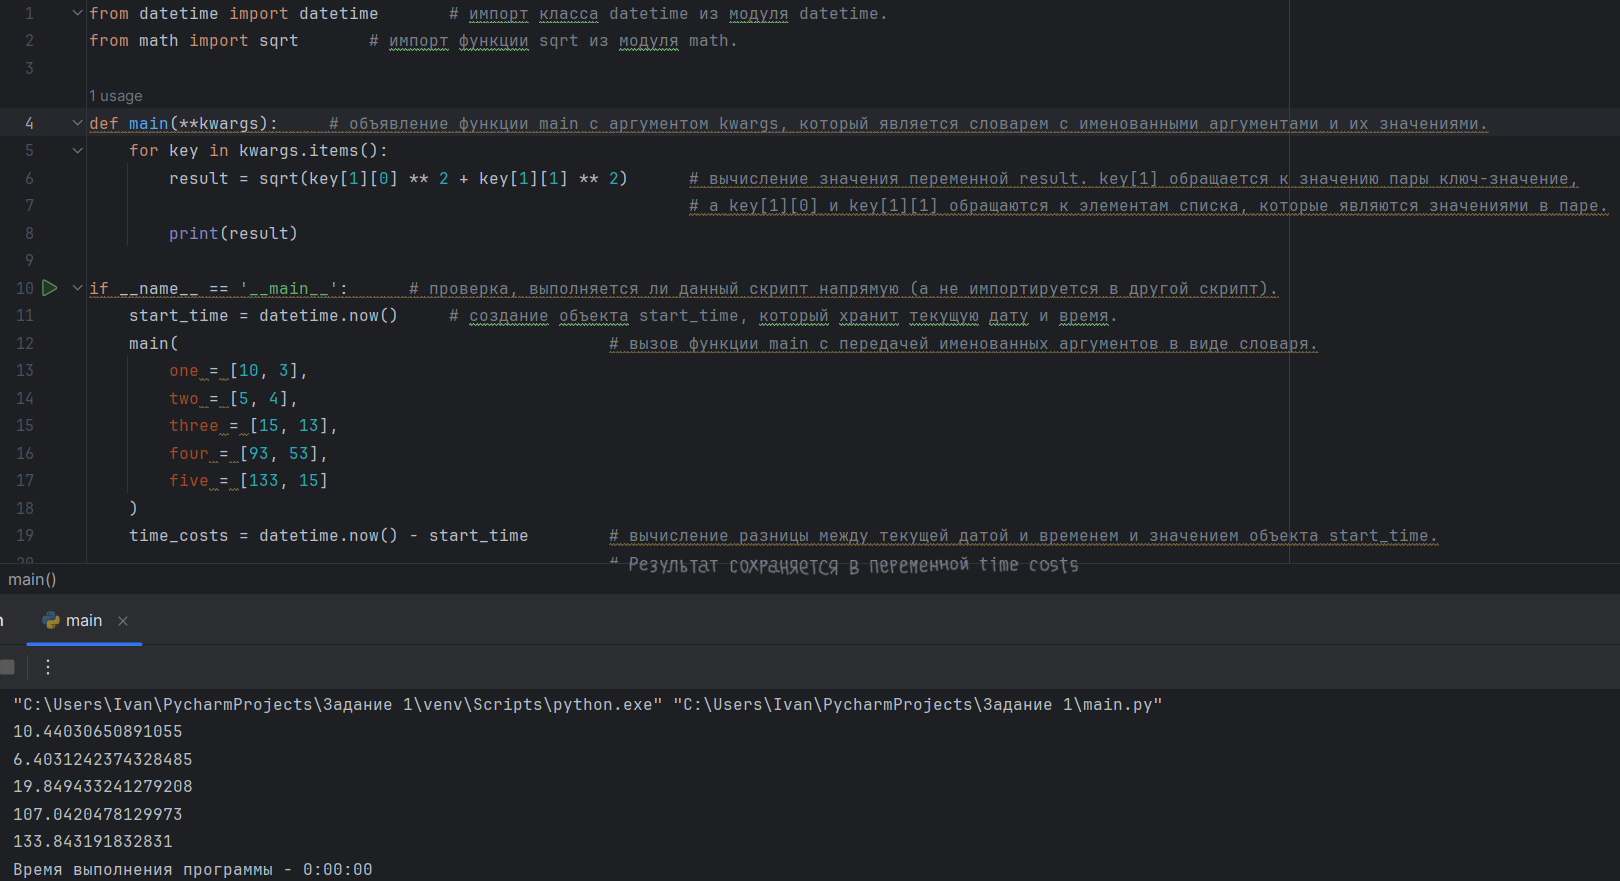 1 from datetime import datetime # импорт класса datetime из модуля datetime.
2 from math import sqrt # импорт функции sqrt из модуля math.
3
1 usage
4 def main(**kwargs): # объявление функции main с аргументом kwargs, который является словарем с именованными аргументами и их значениями.
5 for key in kwargs.items():
6 result = sqrt(key[1][0] ** 2 + key[1][1] ** 2) # вычисление значения переменной result. key[1] обращается к значению пары ключ-значение,
7 # а key[1][0] и key[1][1] обращаются к элементам списка, которые являются значениями в паре.
8 print(result)
9
10 if __name__ == '__main__': # проверка, выполняется ли данный скрипт напрямую (а не импортируется в другой скрипт).
11 start_time = datetime.now() # создание объекта start_time, который хранит текущую дату и время.
12 main( # вызов функции main с передачей именованных аргументов в виде словаря.
13 one = [10, 3],
14 two = [5, 4],
15 three = [15, 13],
16 four = [93, 53],
17 five = [133, 15]
18 )
19 time_costs = datetime.now() - start_time # вычисление разницы между текущей датой и временем и значением объекта start_time.
20 # Результат сохраняется в переменной time costs
main()
main
"C:\Users\Ivan\PycharmProjects\Задание 1\venv\Scripts\python.exe" "C:\Users\Ivan\PycharmProjects\Задание 1\main.py"
10.44030650891055
6.4031242374328485
19.849433241279208
107.0420478129973
133.843191832831
Время выполнения программы - 0:00:00